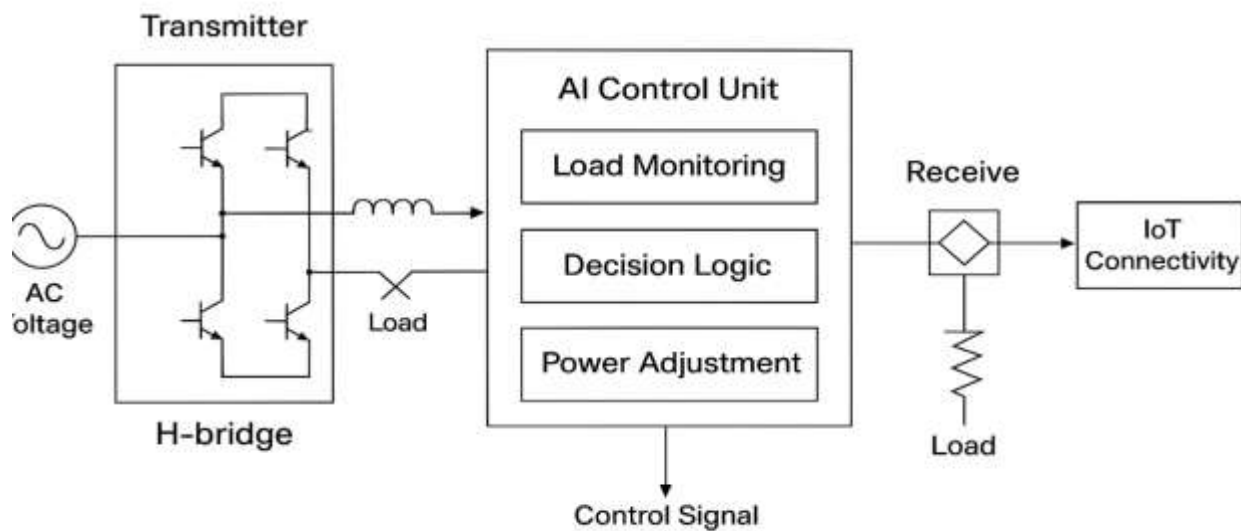 Transmitter
AI Control Unit
Load Monitoring
Receive
IoT
Connectivity
Decision Logic
AC
oltage
Load
Power Adjustment
H-bridge
Load
Control Signal